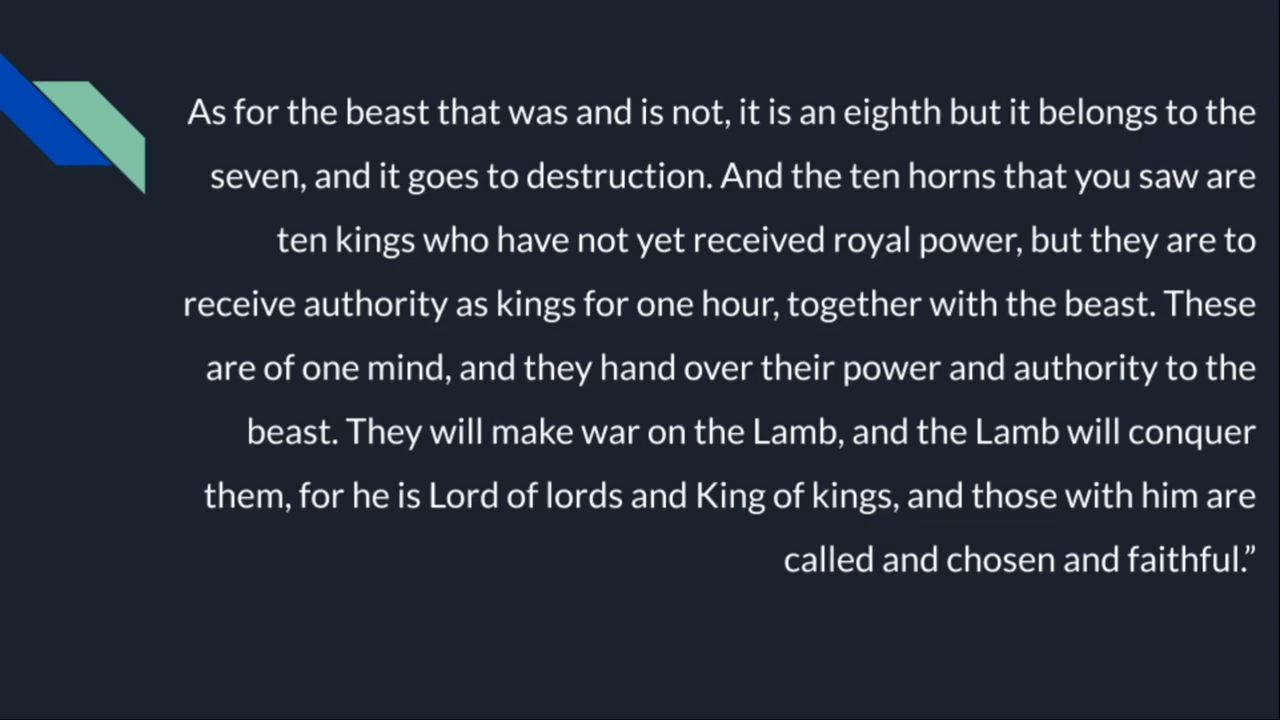 As for the beast that was and is not, it is an eighth but it belongs to the
seven, and it goes to destruction. And the ten horns that you saw are
ten kings who have not yet received royal power, but they are to
receive authority as kings for one hour, together with the beast. These
are of one mind, and they hand over their power and authority to the
beast. They will make war on the Lamb, and the Lamb will conquer
them, for he is Lord of lords and King of kings, and those with him are
called and chosen and faithful.”